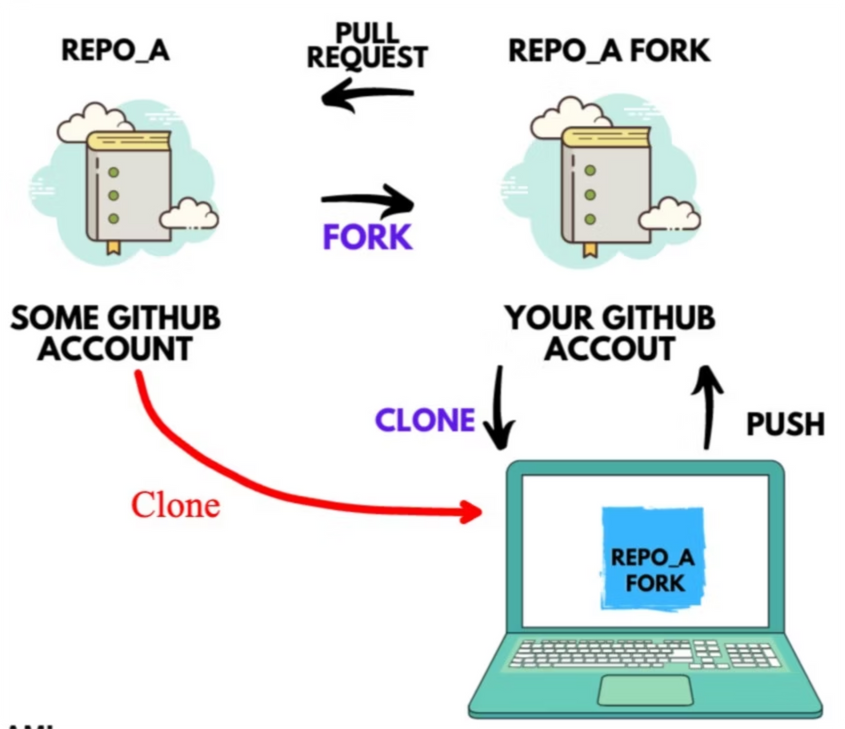 REPO_A
PULL
REQUEST
REPO_A FORK
FORK
SOME GITHUB
ACCOUNT
YOUR GITHUB
ACCOUT
CLONE
PUSH
Clone
REPO_A
FORK